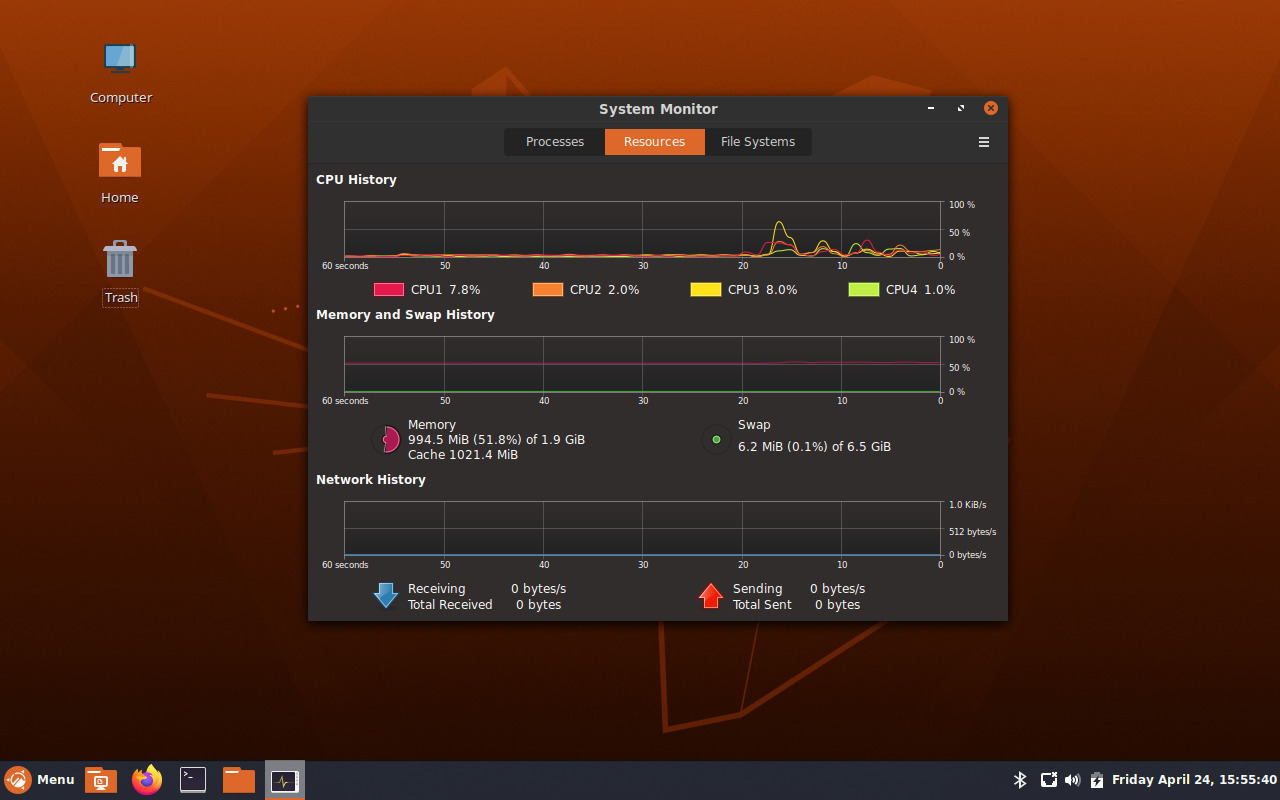 Computer
Home
Trash
System Monitor
Processes Resources File Systems
CPU History
100 %
50 %
0 %
60 seconds 50 40 30 20 10 0
CPU1 7.8% CPU2 2.0% CPU3 8.0% CPU4 1.0%
Memory and Swap History
100 %
50 %
0 %
60 seconds 50 40 30 20 10 0
Memory
994.5 MiB (51.8%) of 1.9 GiB
Cache 1021.4 MiB
Swap
6.2 MiB (0.1%) of 6.5 GiB
Network History
1.0 KiB/s
512 bytes/s
0 bytes/s
60 seconds 50 40 30 20 10 0
Receiving 0 bytes/s
Total Received 0 bytes
Sending 0 bytes/s
Total Sent 0 bytes
Menu
Friday April 24, 15:55:40